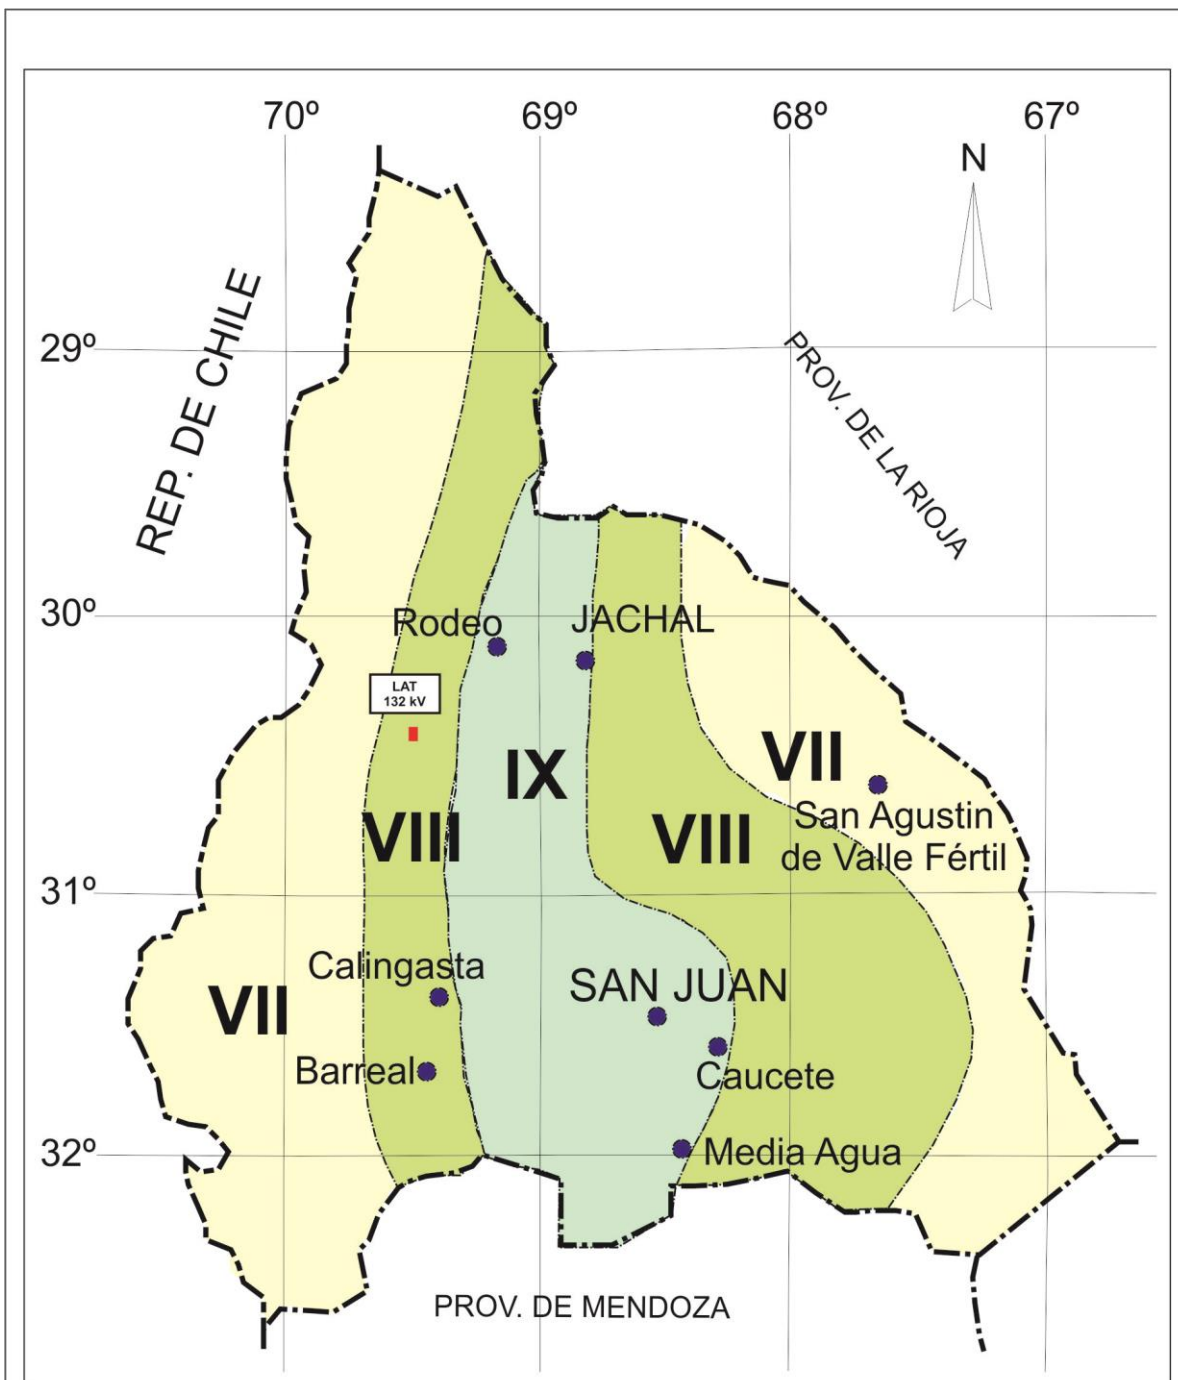 70º 69º 68º 67º
N
REP. DE CHILE
29º
PROV. DE LA RIOJA
30º
Rodeo
JACHAL
LAT
132 kV
IX
VII
San Agustin
de Valle Fértil
VIII
VIII
31º
Calingasta
SAN JUAN
VII
Barreal
Caucete
32º
Media Agua
PROV. DE MENDOZA